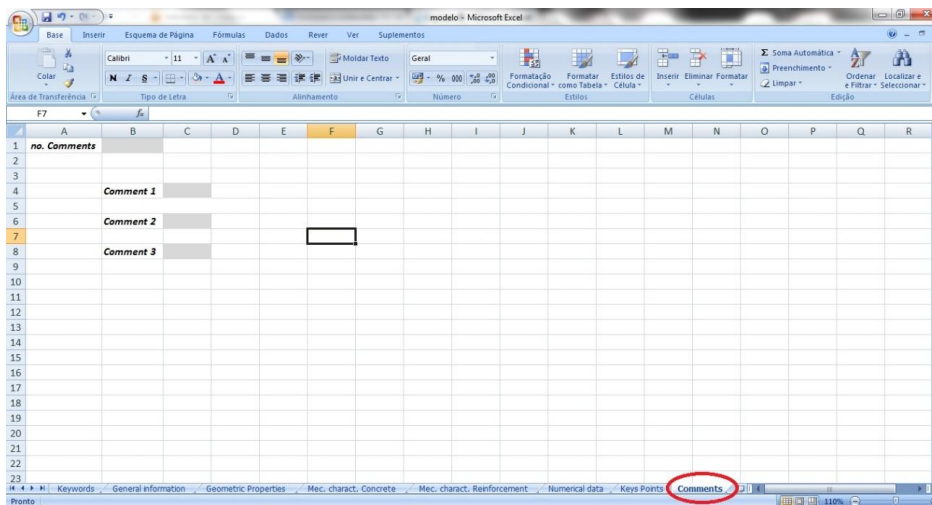 modelo - Microsoft Excel
Base Inserir Esquema de Página Fórmulas Dados Rever Ver Suplementos
Colar
Calibri 11 A A
N I S A
Moldar Texto
Unir e Centrar
Geral
% 000
Formatação Condicional
Formatar como Tabela
Estilos de Célula
Inserir Eliminar Formatar
Σ Soma Automática
Preenchimento
Limpar
Ordenar e Filtrar
Localizar e Seleccionar
Área de Transferência Tipo de Letra Alinhamento Número Estilos Células Edição
F7 fx
A B C D E F G H I J K L M N O P Q R
1 no. Comments
2
3
4 Comment 1
5
6 Comment 2
7
8 Comment 3
9
10
11
12
13
14
15
16
17
18
19
20
21
22
23
Keywords General information Geometric Properties Mec. charact. Concrete Mec. charact. Reinforcement Numerical data Keys Points Comments
Pronto 110%